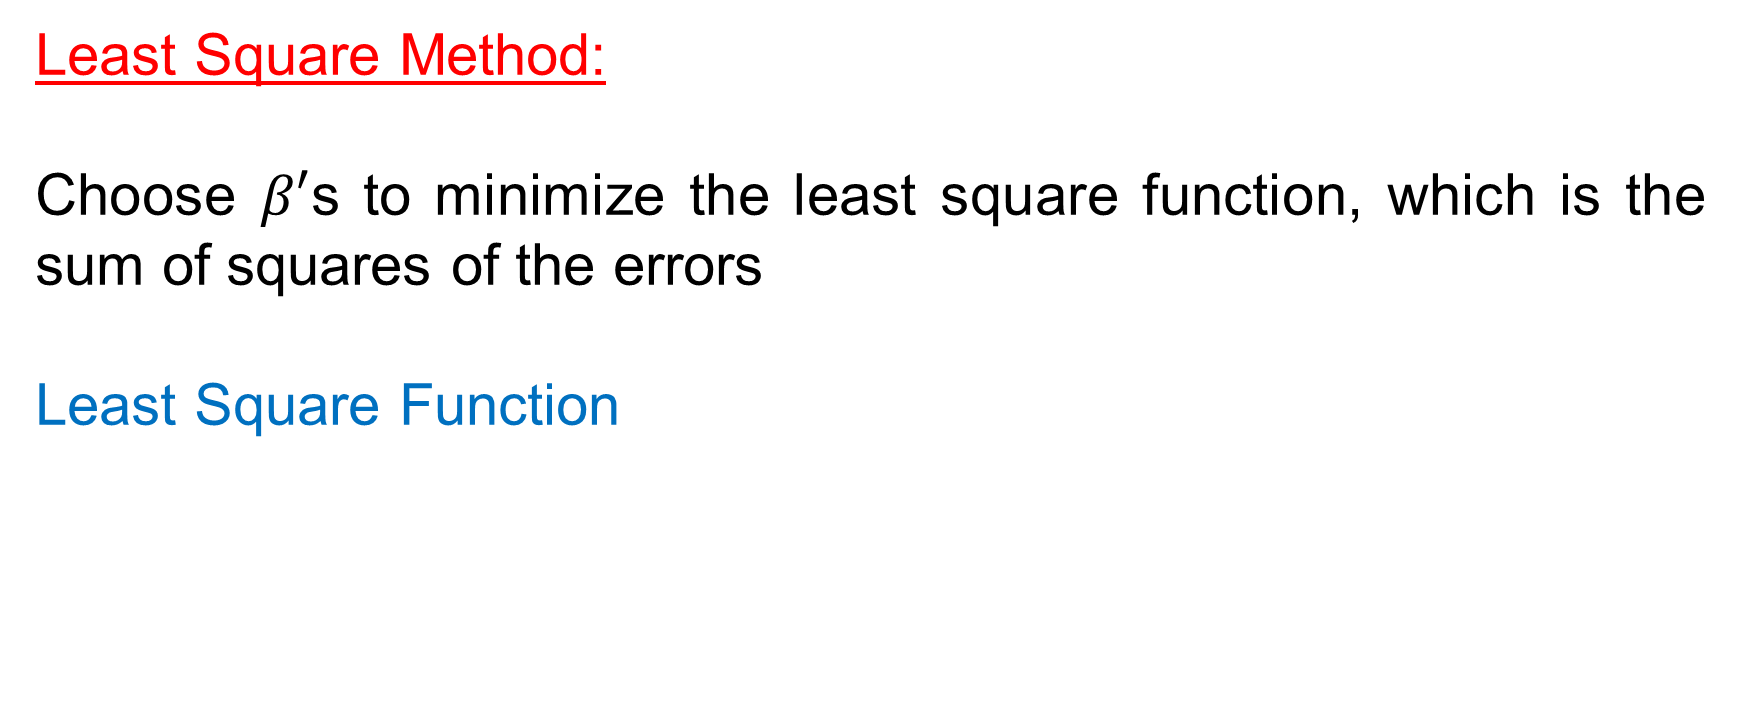 Least Square Method:
Choose β′s to minimize the least square function, which is the
sum of squares of the errors
Least Square Function